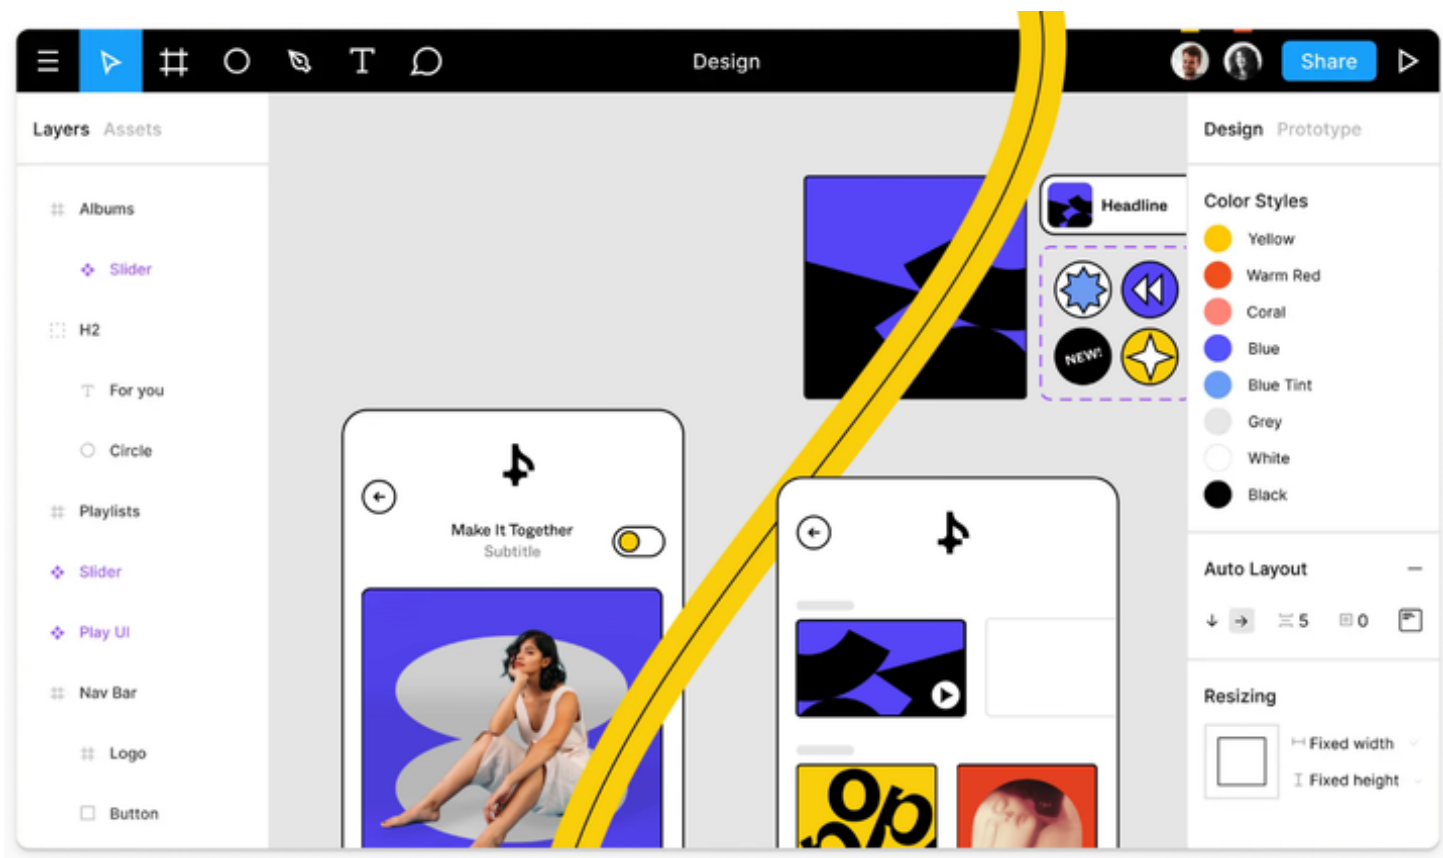 Design
Share
Layers Assets
Albums
Slider
H2
For you
Circle
Playlists
Slider
Play UI
Nav Bar
Logo
Button
Make It Together
Subtitle
Headline
NEW!
op
Design Prototype
Color Styles
Yellow
Warm Red
Coral
Blue
Blue Tint
Grey
White
Black
Auto Layout
5 0
Resizing
Fixed width
Fixed height